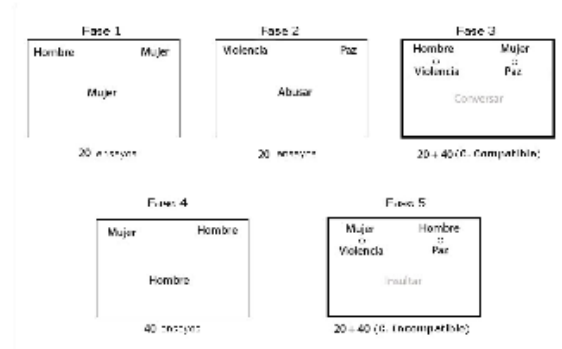 Fase 1
Hombre Mujer
Mujer
20 ensayos
Fase 2
Violencia Paz
Abusar
20 ensayos
Fase 3
Hombre Mujer
o o
Violencia Paz
Conversar
20+40 (C. Compatible)
Fase 4
Mujer Hombre
Hombre
40 ensayos
Fase 5
Mujer Hombre
o o
Violencia Paz
Insultar
20+40 (C. Incompatible)